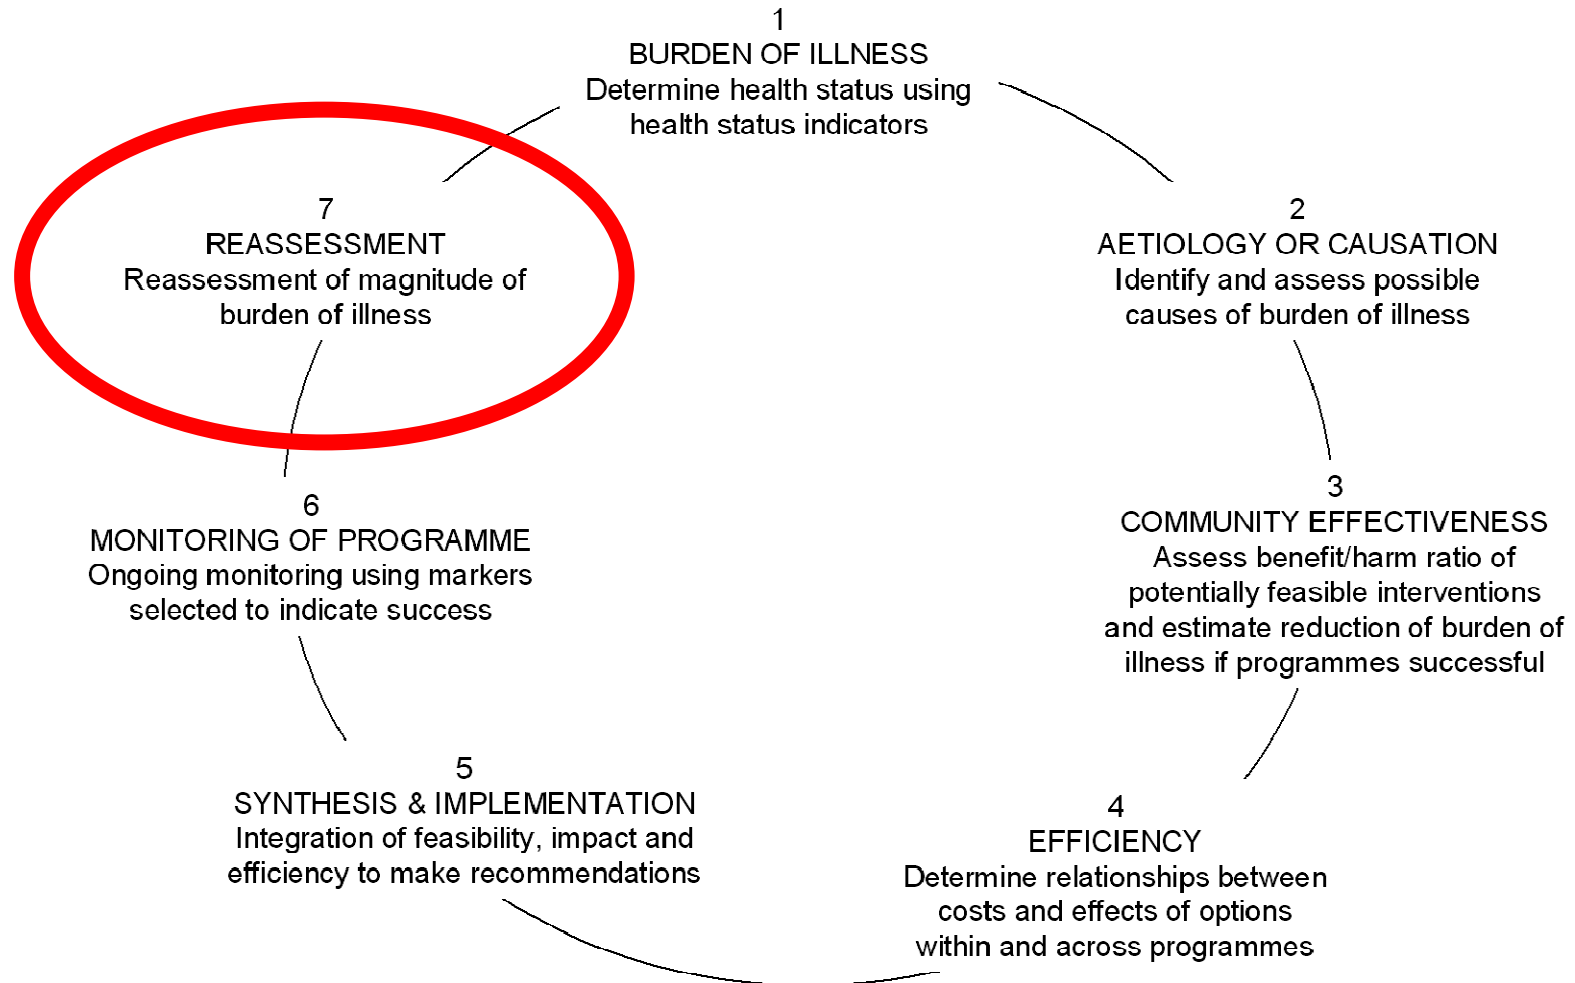 1
BURDEN OF ILLNESS
Determine health status using
health status indicators
2
AETIOLOGY OR CAUSATION
Identify and assess possible
causes of burden of illness
3
COMMUNITY EFFECTIVENESS
Assess benefit/harm ratio of
potentially feasible interventions
and estimate reduction of burden of
illness if programmes successful
4
EFFICIENCY
Determine relationships between
costs and effects of options
within and across programmes
5
SYNTHESIS & IMPLEMENTATION
Integration of feasibility, impact and
efficiency to make recommendations
6
MONITORING OF PROGRAMME
Ongoing monitoring using markers
selected to indicate success
7
REASSESSMENT
Reassessment of magnitude of
burden of illness